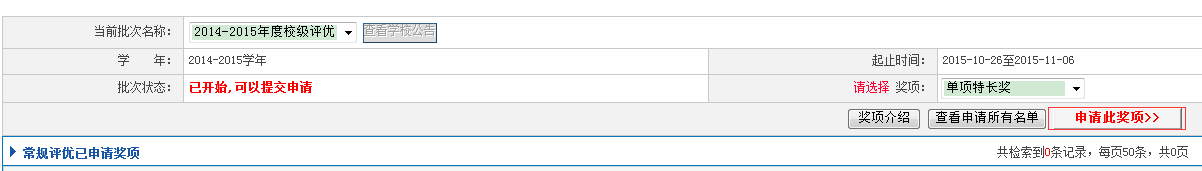 当前批次名称： 2014-2015年度校级评优 查看学校公告
学 年： 2014-2015学年 起止时间： 2015-10-26至2015-11-06
批次状态： 已开始,可以提交申请 请选择 奖项： 单项特长奖
奖项介绍 查看申请所有名单 申请此奖项>>
常规评优已申请奖项 共检索到0条记录，每页50条，共0页